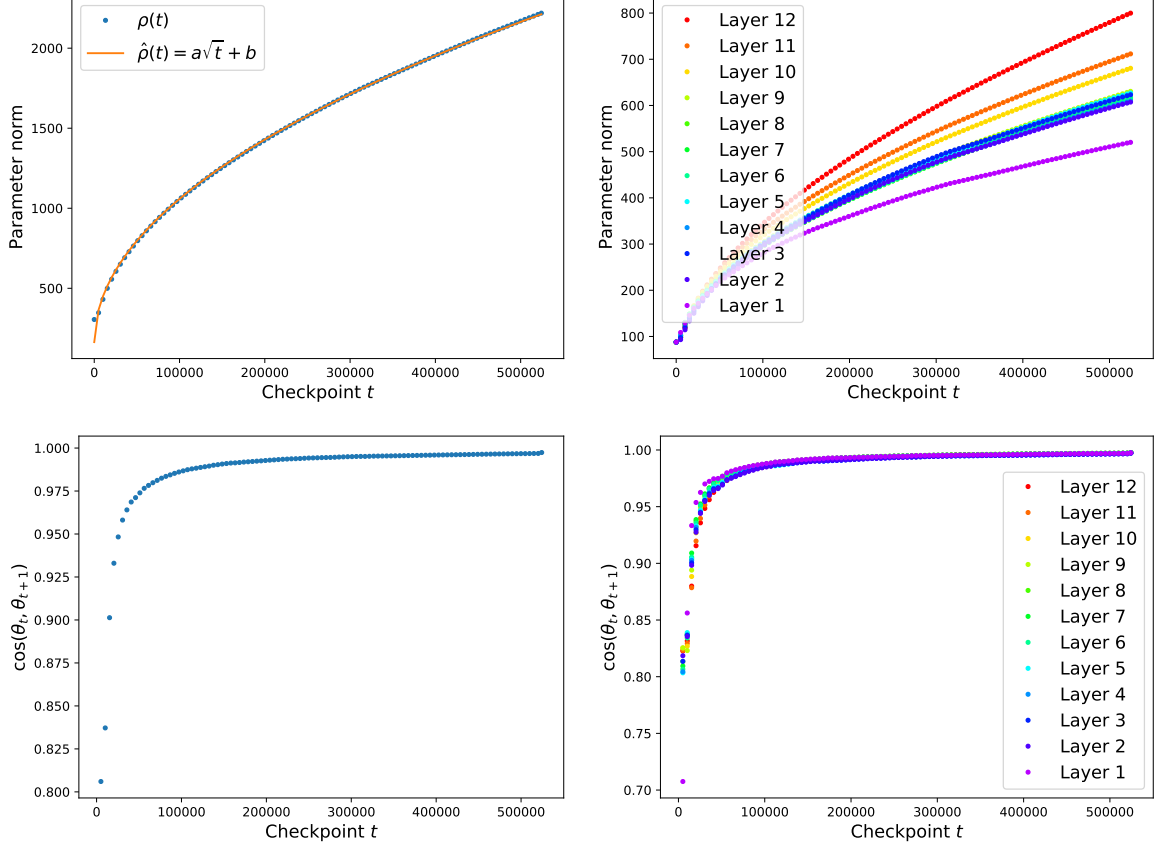 ρ(t)
ρ̂(t) = a√t + b
2000
1500
1000
500
Parameter norm
0
100000
200000
300000
400000
500000
Checkpoint t
Layer 12
Layer 11
Layer 10
Layer 9
Layer 8
Layer 7
Layer 6
Layer 5
Layer 4
Layer 3
Layer 2
Layer 1
800
700
600
500
400
300
200
100
Parameter norm
0
100000
200000
300000
400000
500000
Checkpoint t
1.000
0.975
0.950
0.925
0.900
0.875
0.850
0.825
0.800
cos(θt, θt+1)
0
100000
200000
300000
400000
500000
Checkpoint t
1.00
0.95
0.90
0.85
0.80
0.75
0.70
cos(θt, θt+1)
Layer 12
Layer 11
Layer 10
Layer 9
Layer 8
Layer 7
Layer 6
Layer 5
Layer 4
Layer 3
Layer 2
Layer 1
0
100000
200000
300000
400000
500000
Checkpoint t